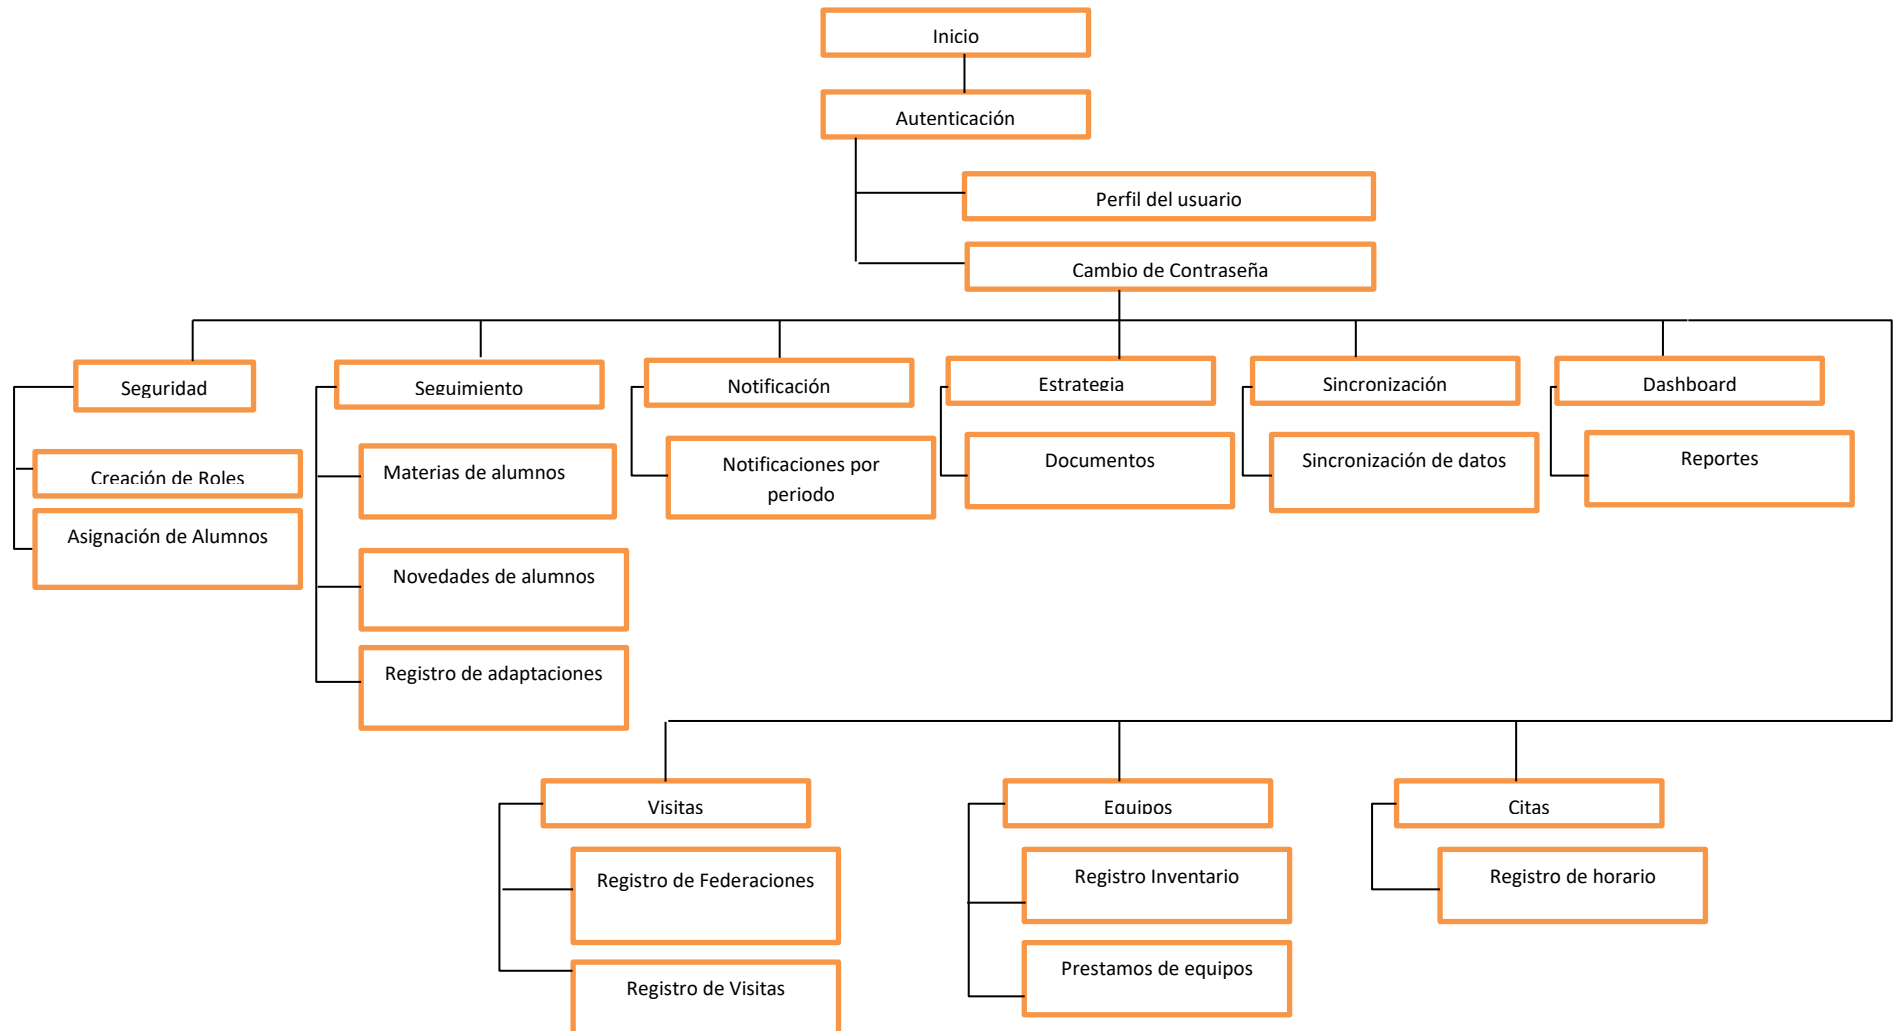 Inicio
Autenticación
Perfil del usuario
Cambio de Contraseña
Seguridad
Seguimiento
Notificación
Estrategia
Sincronización
Dashboard
Creación de Roles
Asignación de Alumnos
Materias de alumnos
Novedades de alumnos
Registro de adaptaciones
Notificaciones por
periodo
Documentos
Sincronización de datos
Reportes
Visitas
Equipos
Citas
Registro de Federaciones
Registro de Visitas
Registro Inventario
Prestamos de equipos
Registro de horario